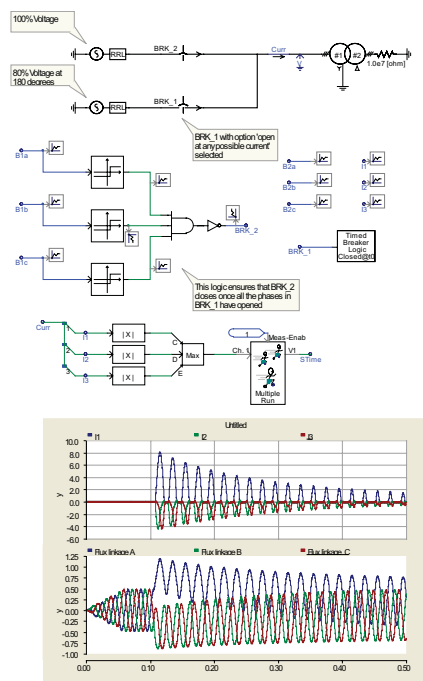 100% Voltage
RRL
BRK_2
Curr
V
#1
#2
1.0e7 [ohm]
80% Voltage at
180 degrees
RRL
BRK_1
BRK_1 with option 'open
at any possible current'
selected
B1a
B1b
B1c
BRK_2
B2a
B2b
B2c
I1
I2
I3
BRK_1
Timed
Breaker
Logic
Closed@t0
This logic ensures that BRK_2
closes once all the phases in
BRK_1 have opened
Curr
1
2
3
I1
I2
I3
|X|
|X|
|X|
C
D
E
Max
1
Ch. 1
Meas-Enab
V1
STime
Multiple
Run
Untitled
I1
I2
I3
10.0
8.0
6.0
4.0
2.0
0.0
-2.0
-4.0
-6.0
y
Flux linkage A
Flux linkage B
Flux linkage_C
1.25
1.00
0.75
0.50
0.25
0.00
-0.25
-0.50
-0.75
-1.00
y
0.00
0.10
0.20
0.30
0.40
0.50